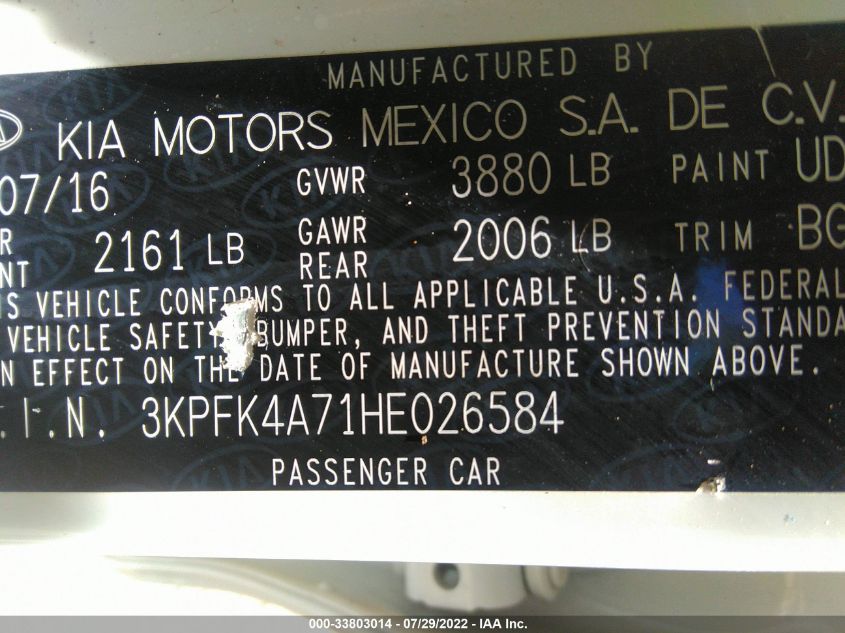 MANUFACTURED BY
KIA MOTORS MEXICO S.A. DE C.V.
07/16 GVWR 3880 LB PAINT UD
R 2161 LB GAWR 2006 LB TRIM BG
NT REAR
IS VEHICLE CONFORMS TO ALL APPLICABLE U.S.A. FEDERAL
VEHICLE SAFETY, BUMPER, AND THEFT PREVENTION STANDA
N EFFECT ON THE DATE OF MANUFACTURE SHOWN ABOVE.
.I.N. 3KPFK4A71HE026584
PASSENGER CAR
000-33803014 - 07/29/2022 - IAA Inc.